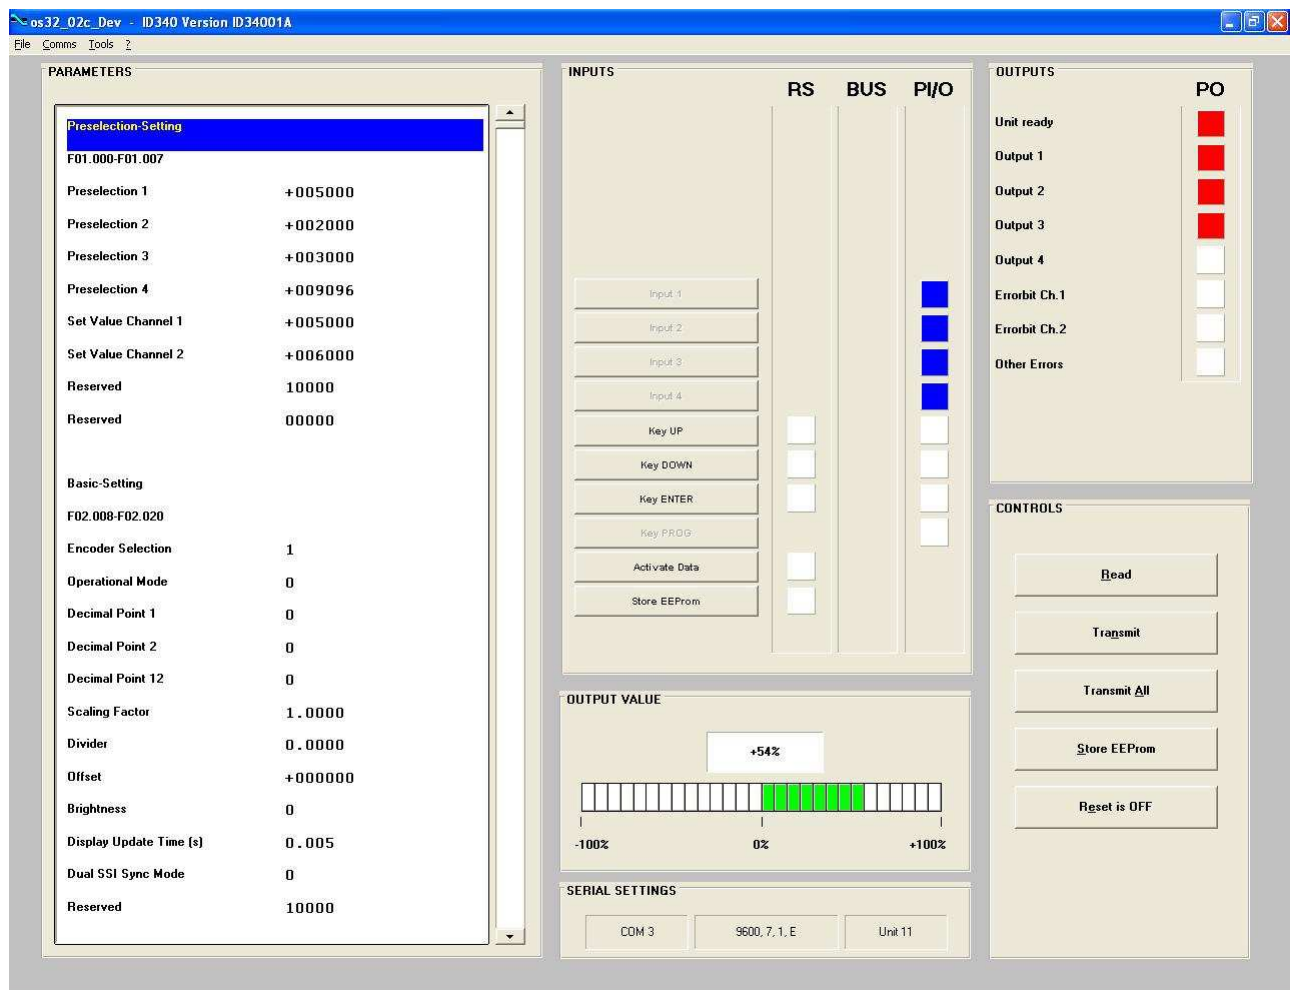 os32_02c_Dev - ID340 Version ID34001A
File Comms Tools ?
PARAMETERS
Preselection-Setting
F01.000-F01.007
Preselection 1 +005000
Preselection 2 +002000
Preselection 3 +003000
Preselection 4 +009096
Set Value Channel 1 +005000
Set Value Channel 2 +006000
Reserved 10000
Reserved 00000
Basic-Setting
F02.008-F02.020
Encoder Selection 1
Operational Mode 0
Decimal Point 1 0
Decimal Point 2 0
Decimal Point 12 0
Scaling Factor 1.0000
Divider 0.0000
Offset +000000
Brightness 0
Display Update Time (s) 0.005
Dual SSI Sync Mode 0
Reserved 10000
INPUTS
RS BUS PI/O
Input 1
Input 2
Input 3
Input 4
Key UP
Key DOWN
Key ENTER
Key PROG
Activate Data
Store EEProm
OUTPUT VALUE
+54%
-100% 0% +100%
SERIAL SETTINGS
COM 3 9600, 7, 1, E Unit 11
OUTPUTS
PO
Unit ready
Output 1
Output 2
Output 3
Output 4
Errorbit Ch.1
Errorbit Ch.2
Other Errors
CONTROLS
Read
Transmit
Transmit All
Store EEProm
Reset is OFF